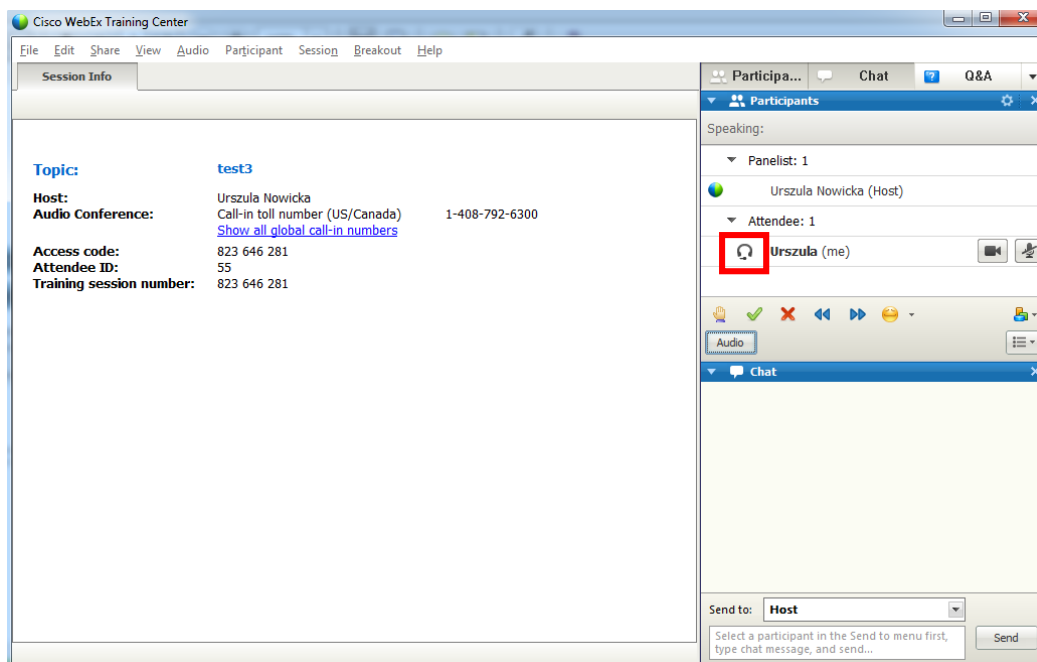 Cisco WebEx Training Center
File Edit Share View Audio Participant Session Breakout Help
Session Info
Participa... Chat Q&A
Participants
Speaking:
Panelist: 1
Urszula Nowicka (Host)
Attendee: 1
Urszula (me)
Topic: test3
Host: Urszula Nowicka
Audio Conference: Call-in toll number (US/Canada) 1-408-792-6300
Show all global call-in numbers
Access code: 823 646 281
Attendee ID: 55
Training session number: 823 646 281
Audio
Chat
Send to: Host
Select a participant in the Send to menu first,
type chat message, and send...
Send